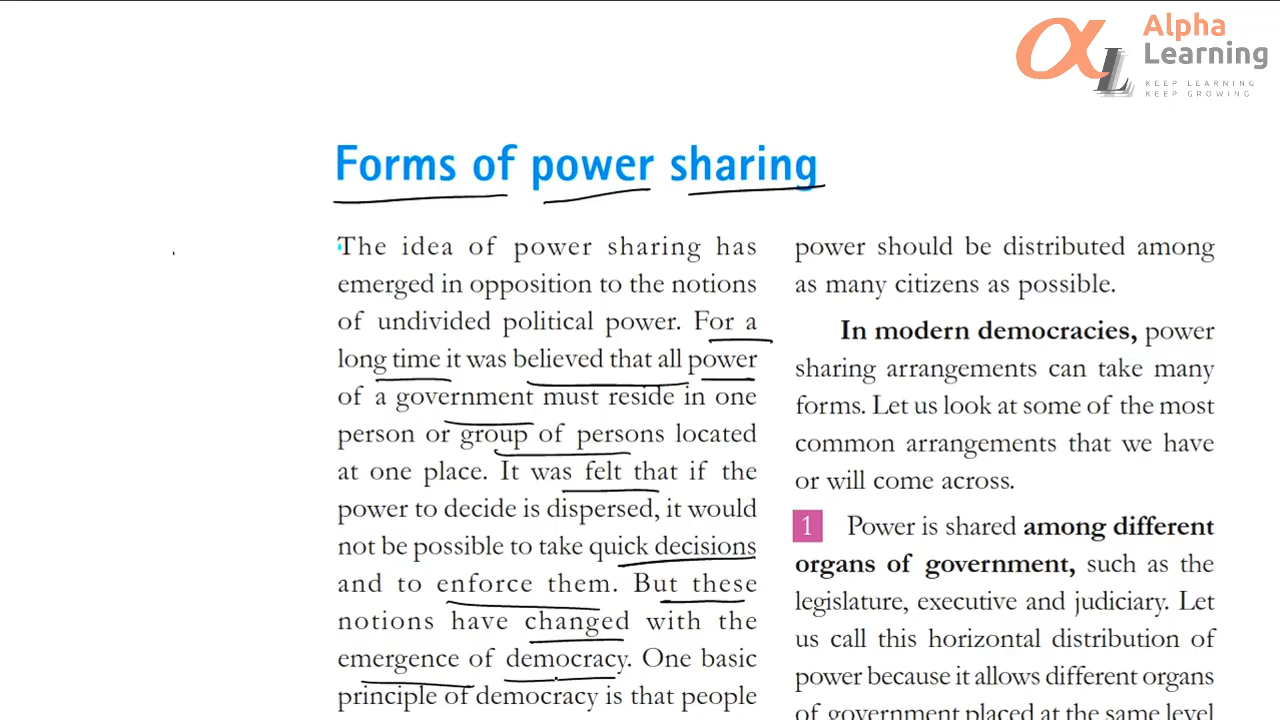 Alpha
Learning
KEEP LEARNING
KEEP GROWING
Forms of power sharing
The idea of power sharing has
emerged in opposition to the notions
of undivided political power. For a
long time it was believed that all power
of a government must reside in one
person or group of persons located
at one place. It was felt that if the
power to decide is dispersed, it would
not be possible to take quick decisions
and to enforce them. But these
notions have changed with the
emergence of democracy. One basic
principle of democracy is that people
power should be distributed among
as many citizens as possible.
In modern democracies, power
sharing arrangements can take many
forms. Let us look at some of the most
common arrangements that we have
or will come across.
1 Power is shared among different
organs of government, such as the
legislature, executive and judiciary. Let
us call this horizontal distribution of
power because it allows different organs
of government placed at the same level